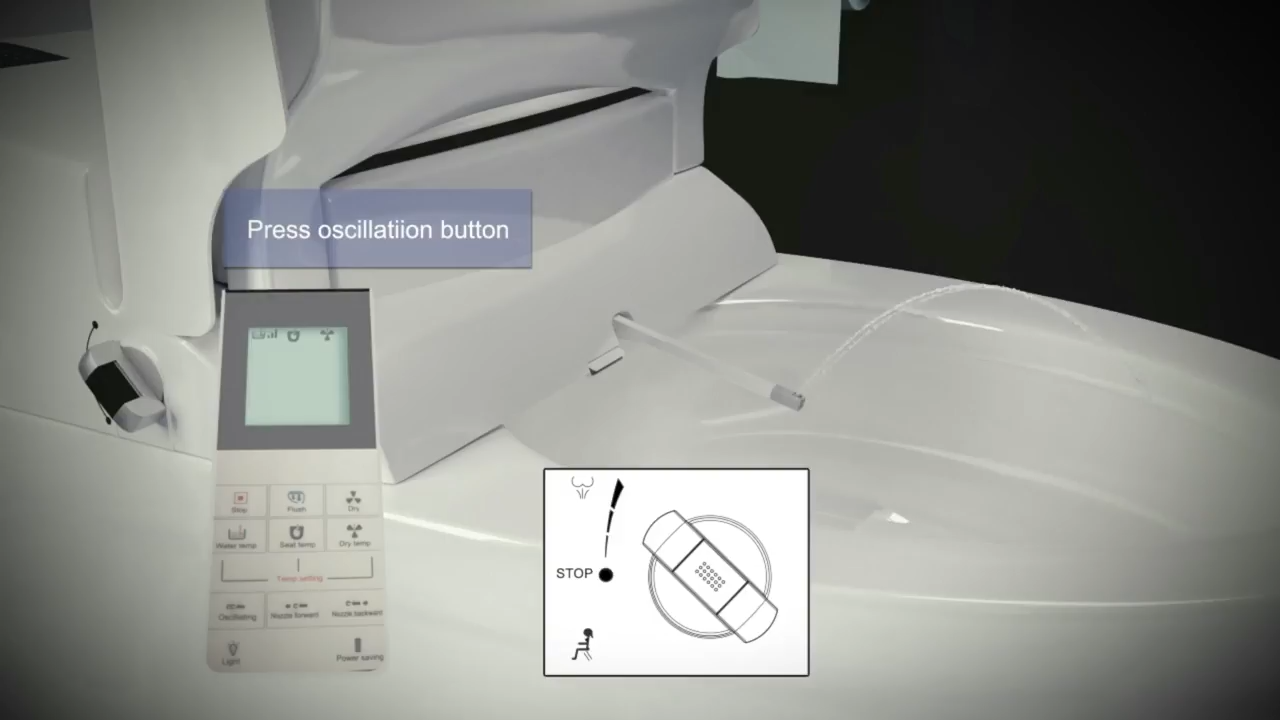 Press oscillatiion button
Stop
Flush
Dry
Water temp
Seat temp
Dry temp
Temp setting
Oscillating
Nozzle forward
Nozzle backward
Light
Power saving
STOP